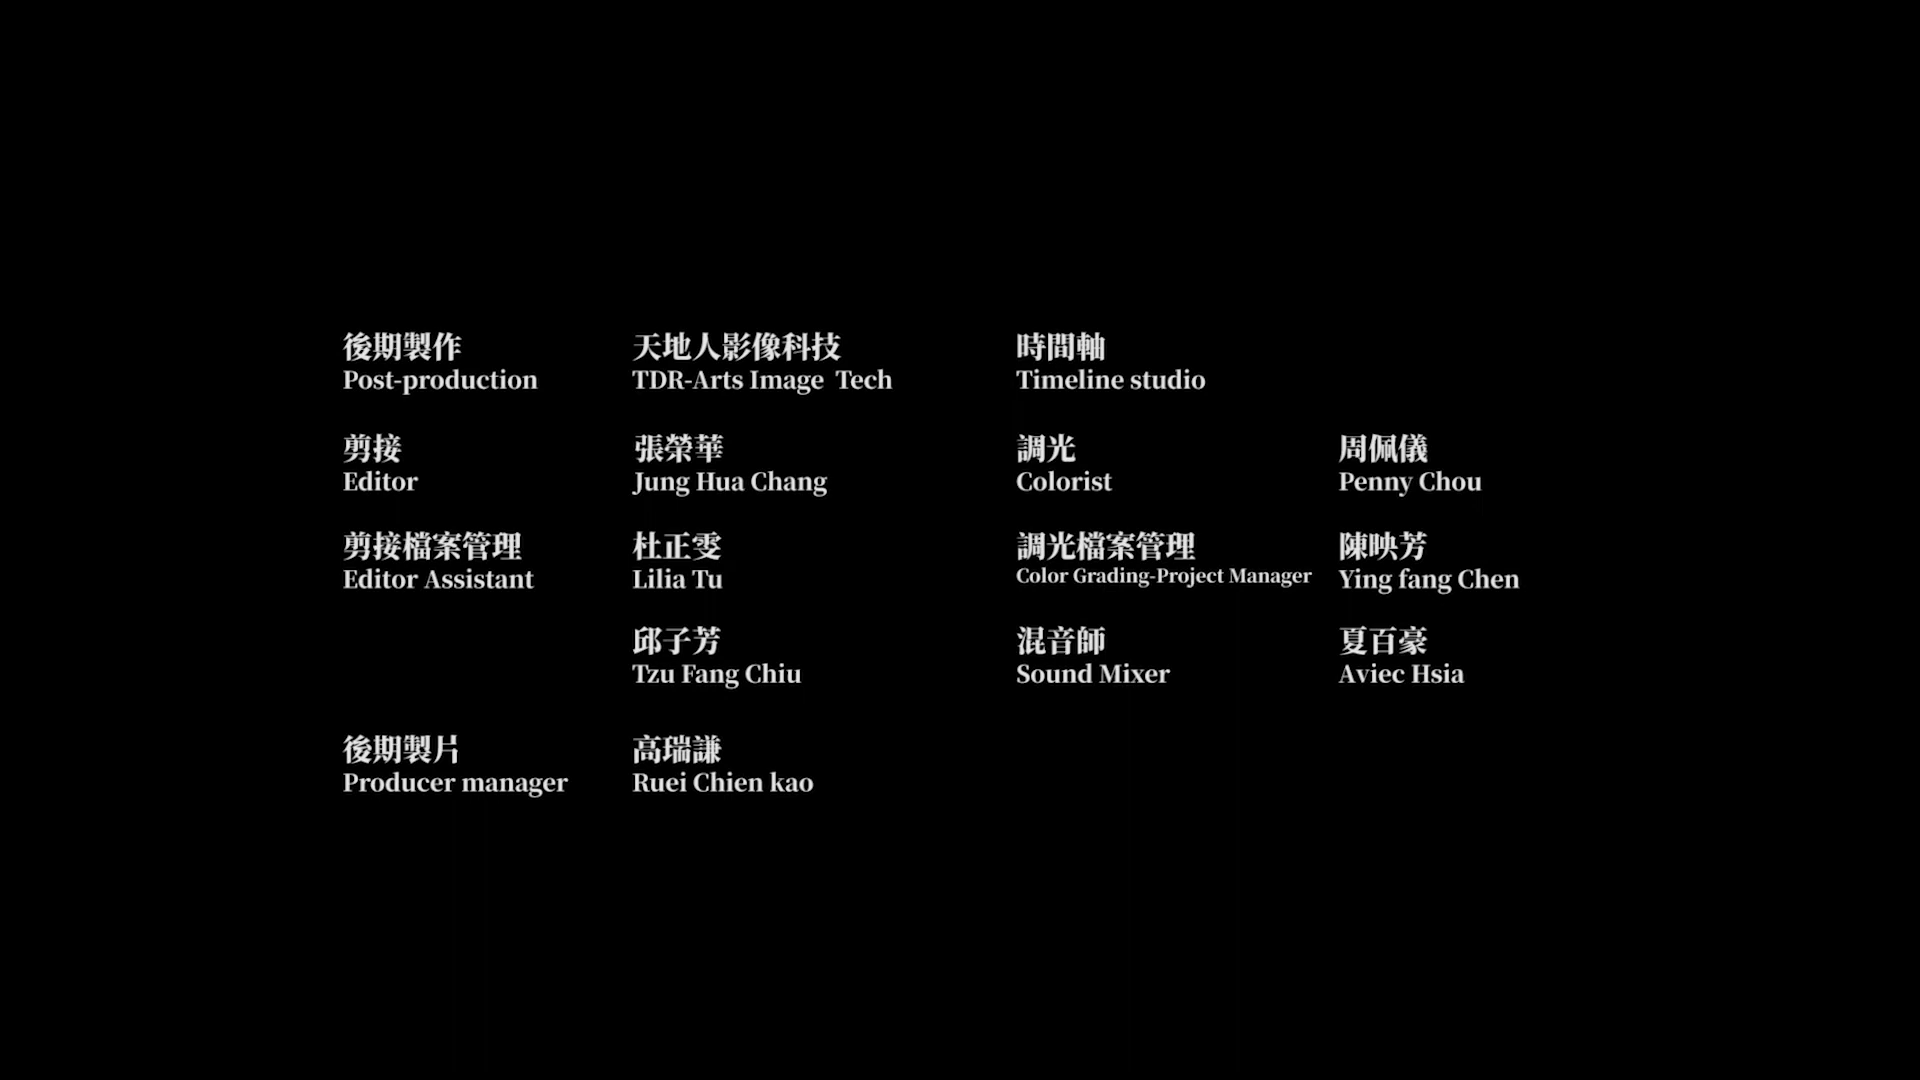 後期製作
Post-production
天地人影像科技
TDR-Arts Image Tech
時間軸
Timeline studio
剪接
Editor
張榮華
Jung Hua Chang
調光
Colorist
周佩儀
Penny Chou
剪接檔案管理
Editor Assistant
杜正雯
Lilia Tu
調光檔案管理
Color Grading-Project Manager
陳映芳
Ying fang Chen
邱子芳
Tzu Fang Chiu
混音師
Sound Mixer
夏百豪
Aviec Hsia
後期製片
Producer manager
高瑞謙
Ruei Chien kao